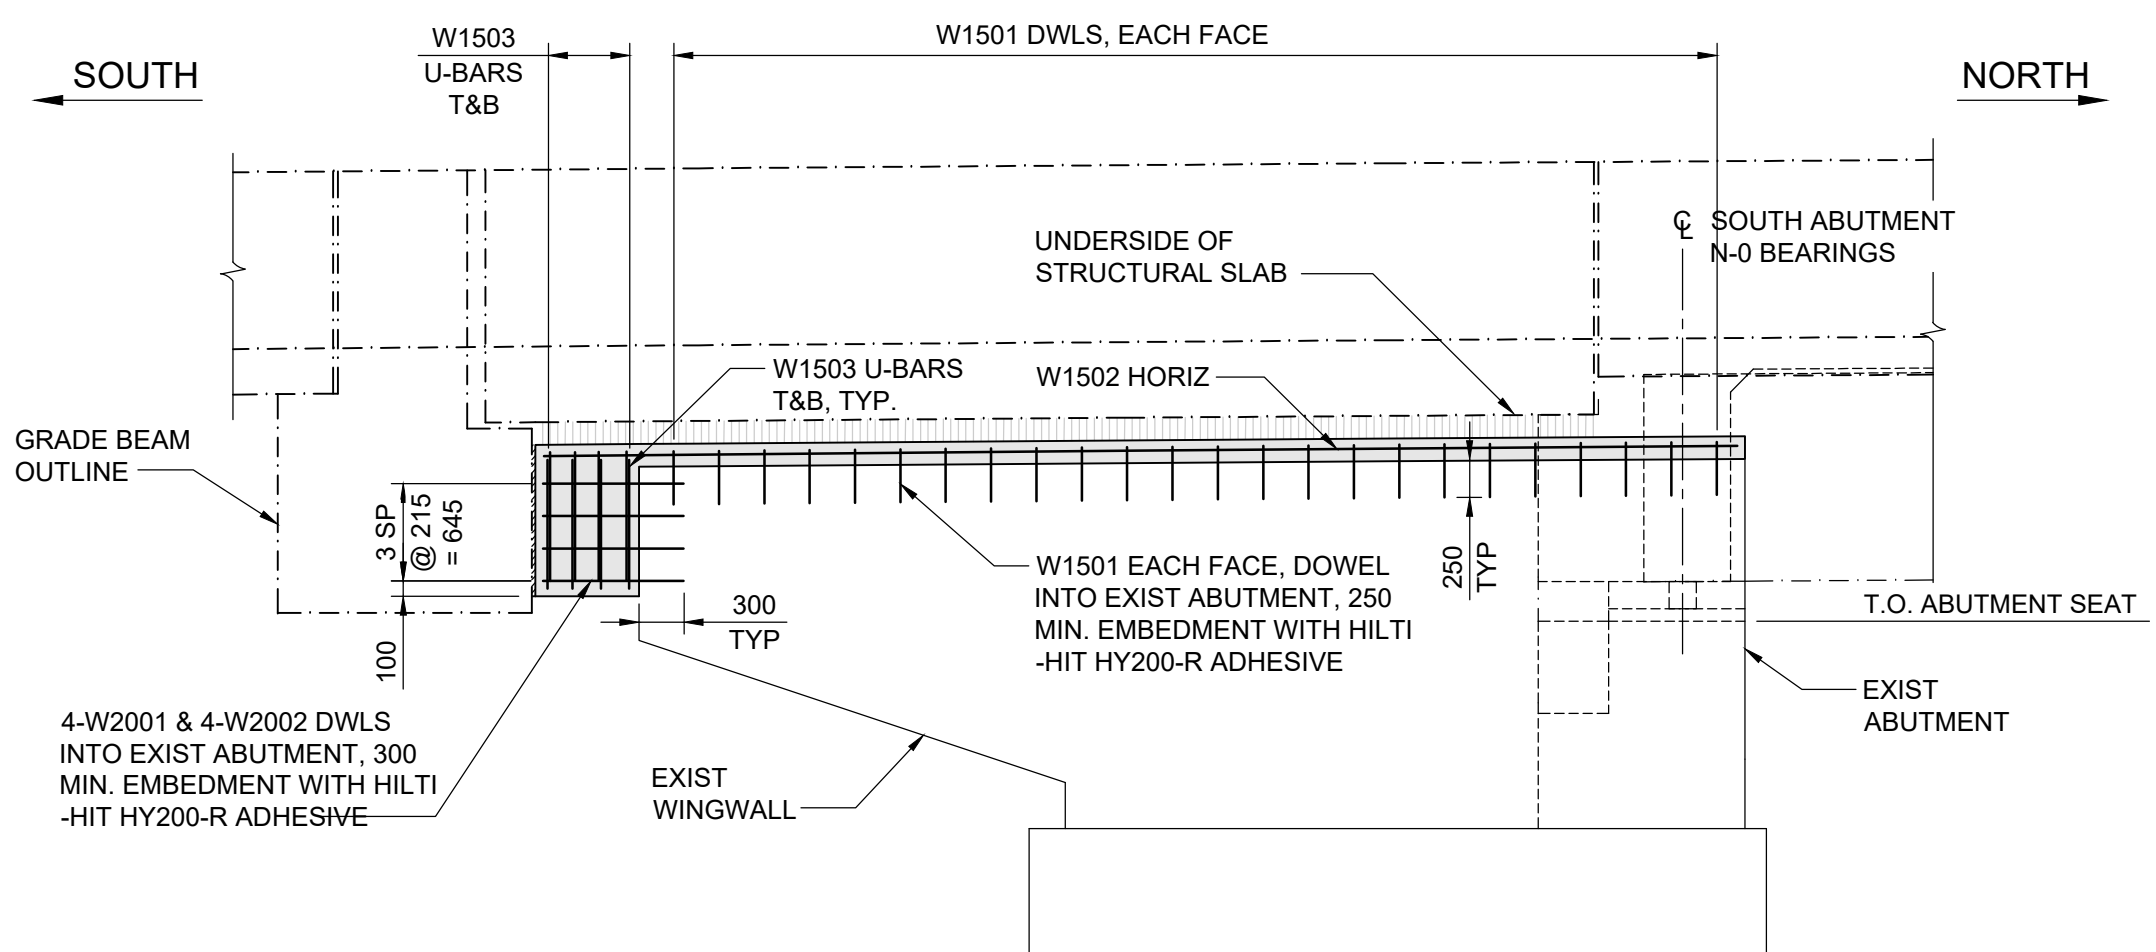 W1503
U-BARS
T&B
W1501 DWLS, EACH FACE
SOUTH
NORTH
℄ SOUTH ABUTMENT
N-0 BEARINGS
UNDERSIDE OF
STRUCTURAL SLAB
W1503 U-BARS
T&B, TYP.
W1502 HORIZ
GRADE BEAM
OUTLINE
3 SP
@ 215
= 645
100
300
TYP
250
TYP
W1501 EACH FACE, DOWEL
INTO EXIST ABUTMENT, 250
MIN. EMBEDMENT WITH HILTI
-HIT HY200-R ADHESIVE
T.O. ABUTMENT SEAT
EXIST
ABUTMENT
4-W2001 & 4-W2002 DWLS
INTO EXIST ABUTMENT, 300
MIN. EMBEDMENT WITH HILTI
-HIT HY200-R ADHESIVE
EXIST
WINGWALL